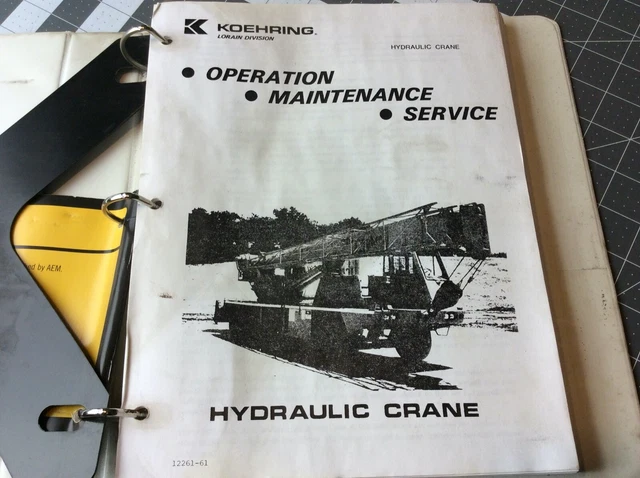 KOEHRING.
LORAIN DIVISION
HYDRAULIC CRANE
● OPERATION
● MAINTENANCE
● SERVICE
HYDRAULIC CRANE
12261-61
ed by AEM.